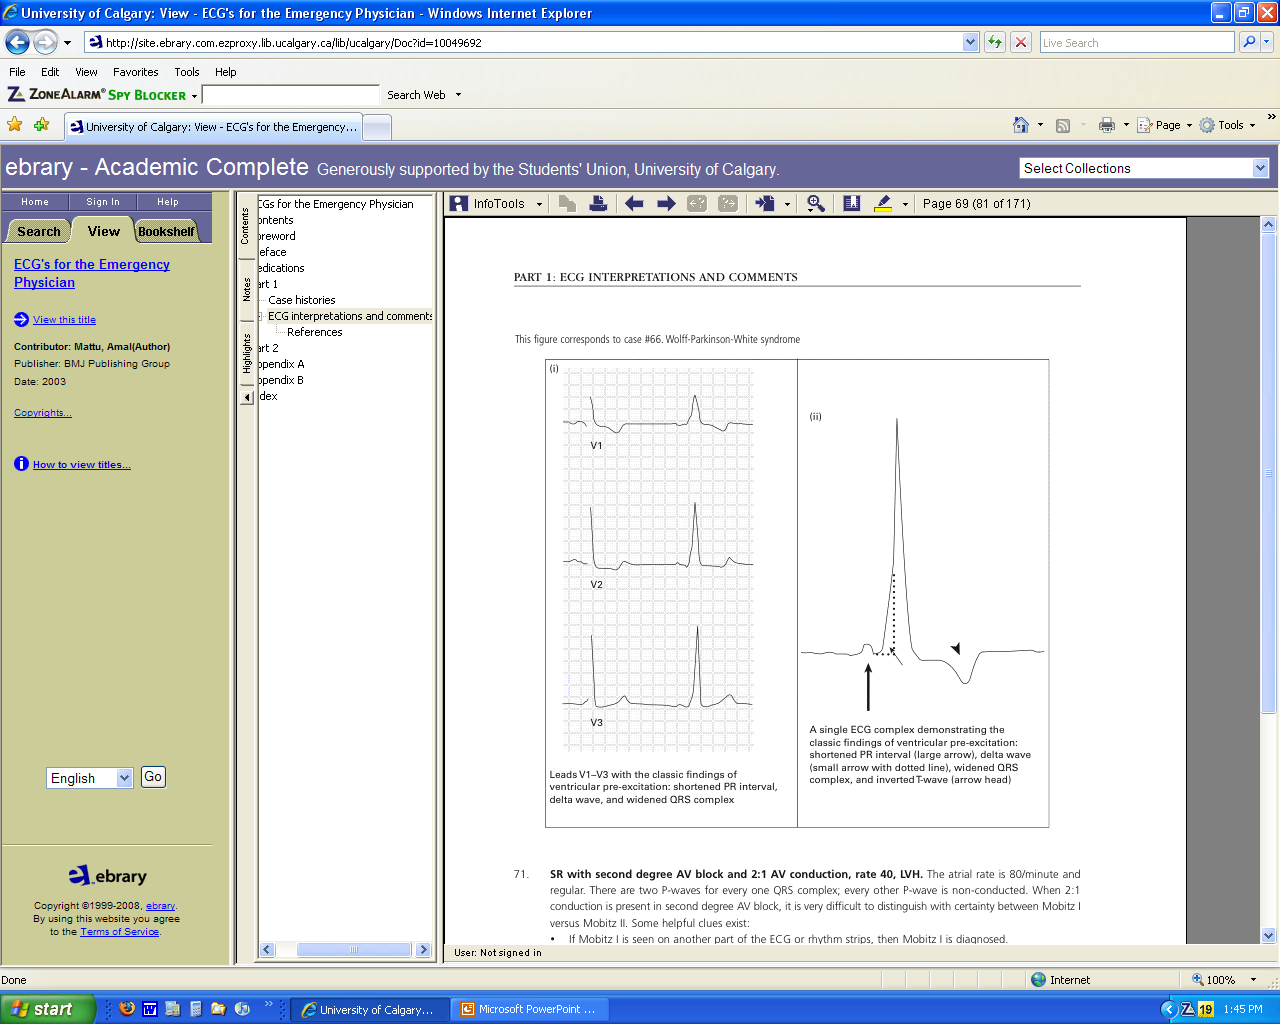 University of Calgary: View - ECG's for the Emergency Physician - Windows Internet Explorer
http://site.ebrary.com.ezproxy.lib.ucalgary.ca/lib/ucalgary/Doc?id=10049692
Live Search
File Edit View Favorites Tools Help
ZONEALARM® SPY BLOCKER
Search Web
University of Calgary: View - ECG's for the Emergency...
Page Tools
ebrary - Academic Complete Generously supported by the Students' Union, University of Calgary.
Select Collections
Home Sign In Help
Search View Bookshelf
ECG's for the Emergency
Physician
View this title
Contributor: Mattu, Amal(Author)
Publisher: BMJ Publishing Group
Date: 2003
Copyrights...
How to view titles...
English
Go
ebrary
Copyright ©1999-2008, ebrary.
By using this website you agree
to the Terms of Service.
Contents
Notes
Highlights
CGs for the Emergency Physician
ontents
oreword
eface
edications
art 1
Case histories
ECG interpretations and comments
References
art 2
ppendix A
ppendix B
dex
InfoTools
Page 69 (81 of 171)
PART 1: ECG INTERPRETATIONS AND COMMENTS
This figure corresponds to case #66. Wolff-Parkinson-White syndrome
(i)
V1
V2
V3
Leads V1–V3 with the classic findings of
ventricular pre-excitation: shortened PR interval,
delta wave, and widened QRS complex
(ii)
A single ECG complex demonstrating the
classic findings of ventricular pre-excitation:
shortened PR interval (large arrow), delta wave
(small arrow with dotted line), widened QRS
complex, and inverted T-wave (arrow head)
71. SR with second degree AV block and 2:1 AV conduction, rate 40, LVH. The atrial rate is 80/minute and
regular. There are two P-waves for every one QRS complex; every other P-wave is non-conducted. When 2:1
conduction is present in second degree AV block, it is very difficult to distinguish with certainty between Mobitz I
versus Mobitz II. Some helpful clues exist:
• If Mobitz I is seen on another part of the ECG or rhythm strips, then Mobitz I is diagnosed.
User: Not signed in
Done
Internet
100%
start
University of Calgary...
Microsoft PowerPoint ...
19
1:45 PM